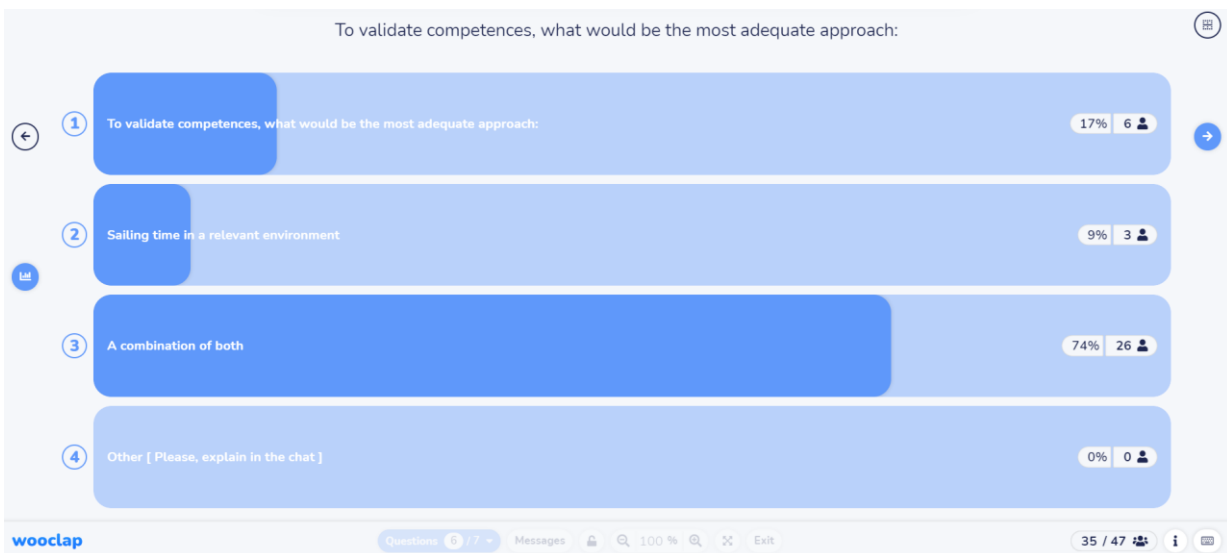 To validate competences, what would be the most adequate approach:
1 To validate competences, what would be the most adequate approach: 17% 6
2 Sailing time in a relevant environment 9% 3
3 A combination of both 74% 26
4 Other [ Please, explain in the chat ] 0% 0
wooclap Questions 6 / 7 Messages 100 % Exit 35 / 47 i